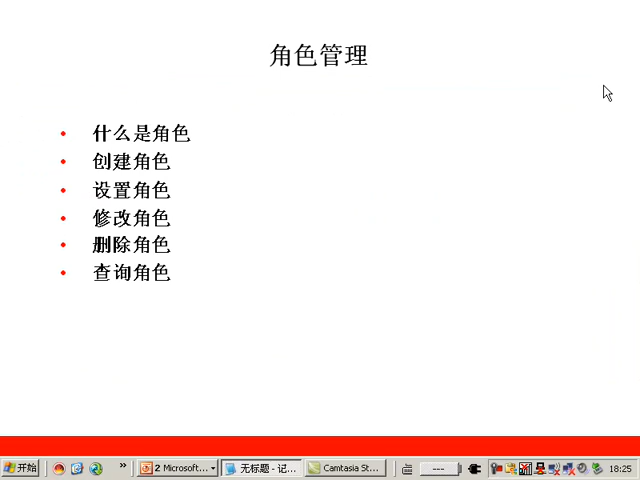 角色管理
什么是角色
创建角色
设置角色
修改角色
删除角色
查询角色
开始 » 2 Microsoft... 无标题 - 记... Camtasia St... --- 18:25